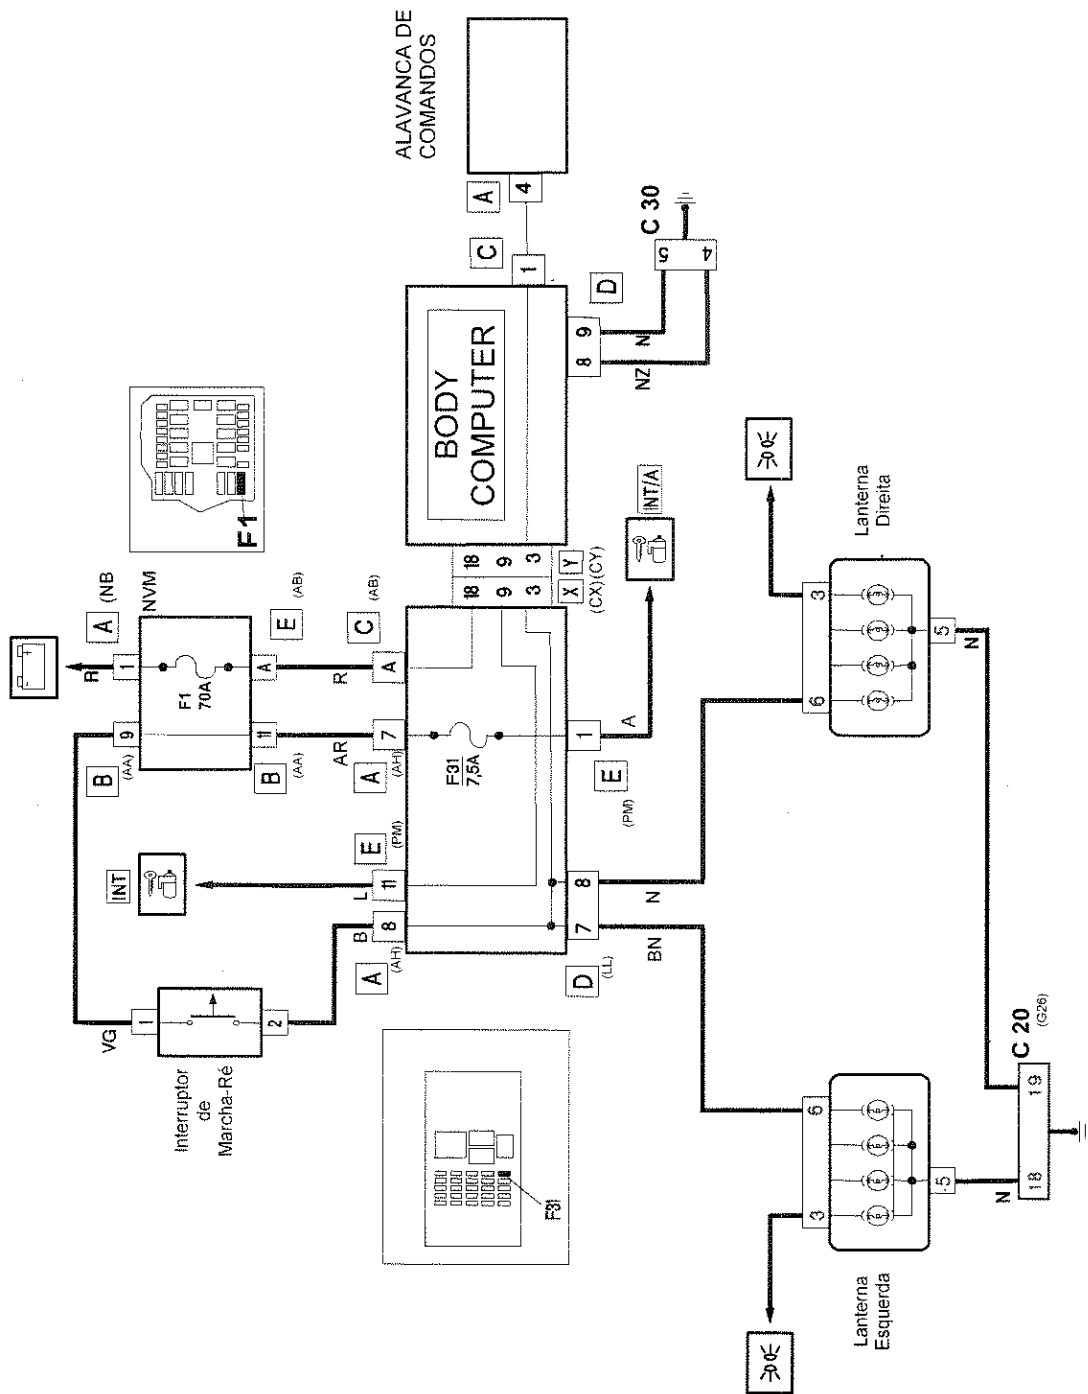 ALAVANCA DE
COMANDOS
A
4
C
1
BODY
COMPUTER
D
8
9
NZ
N
C 30
5
4
F1
A
(NB
NVM
R
1
F1
70A
9
B
(AA)
A
E
(AB)
11
B
(AA)
R
AR
C
(AB)
A
7
A
(AH)
18
9
3
18
9
3
X
Y
(CX)(CY)
F31
7,5A
1
E
(PM)
A
INT/A
INT
L
E
(PM)
11
B
8
A
(AH)
7
8
D
(LL)
BN
N
VG
1
2
Interruptor
de
Marcha-Ré
F31
Lanterna
Direita
6
3
5
N
Lanterna
Esquerda
3
6
5
N
18
19
C 20
(G26)